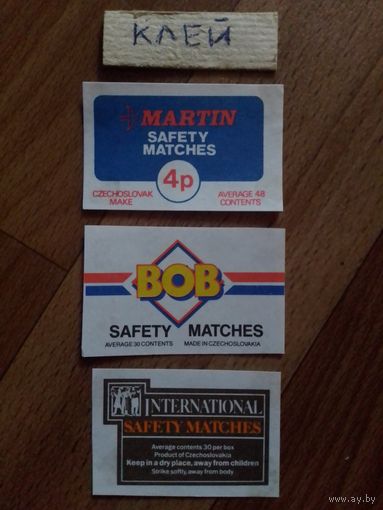 КЛЕЙ
MARTIN
SAFETY
MATCHES
4p
CZECHOSLOVAK
MAKE
AVERAGE 48
CONTENTS
BOB
SAFETY MATCHES
AVERAGE 30 CONTENTS MADE IN CZECHOSLOVAKIA
INTERNATIONAL
SAFETY MATCHES
Average contents 30 per box
Product of Czechoslovakia
Keep in a dry place, away from children
Strike softly, away from body
www.ay.by